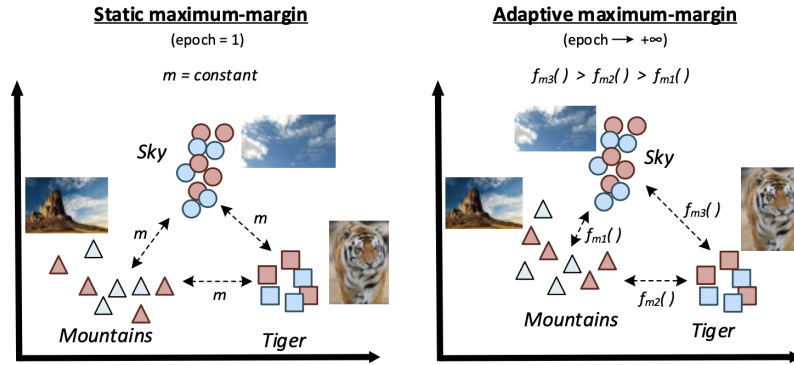 Static maximum-margin
(epoch = 1)
m = constant
Sky
m
m
m
Mountains
Tiger
Adaptive maximum-margin
(epoch → +∞)
fm3( ) > fm2( ) > fm1( )
Sky
fm3( )
fm1( )
fm2( )
Mountains
Tiger